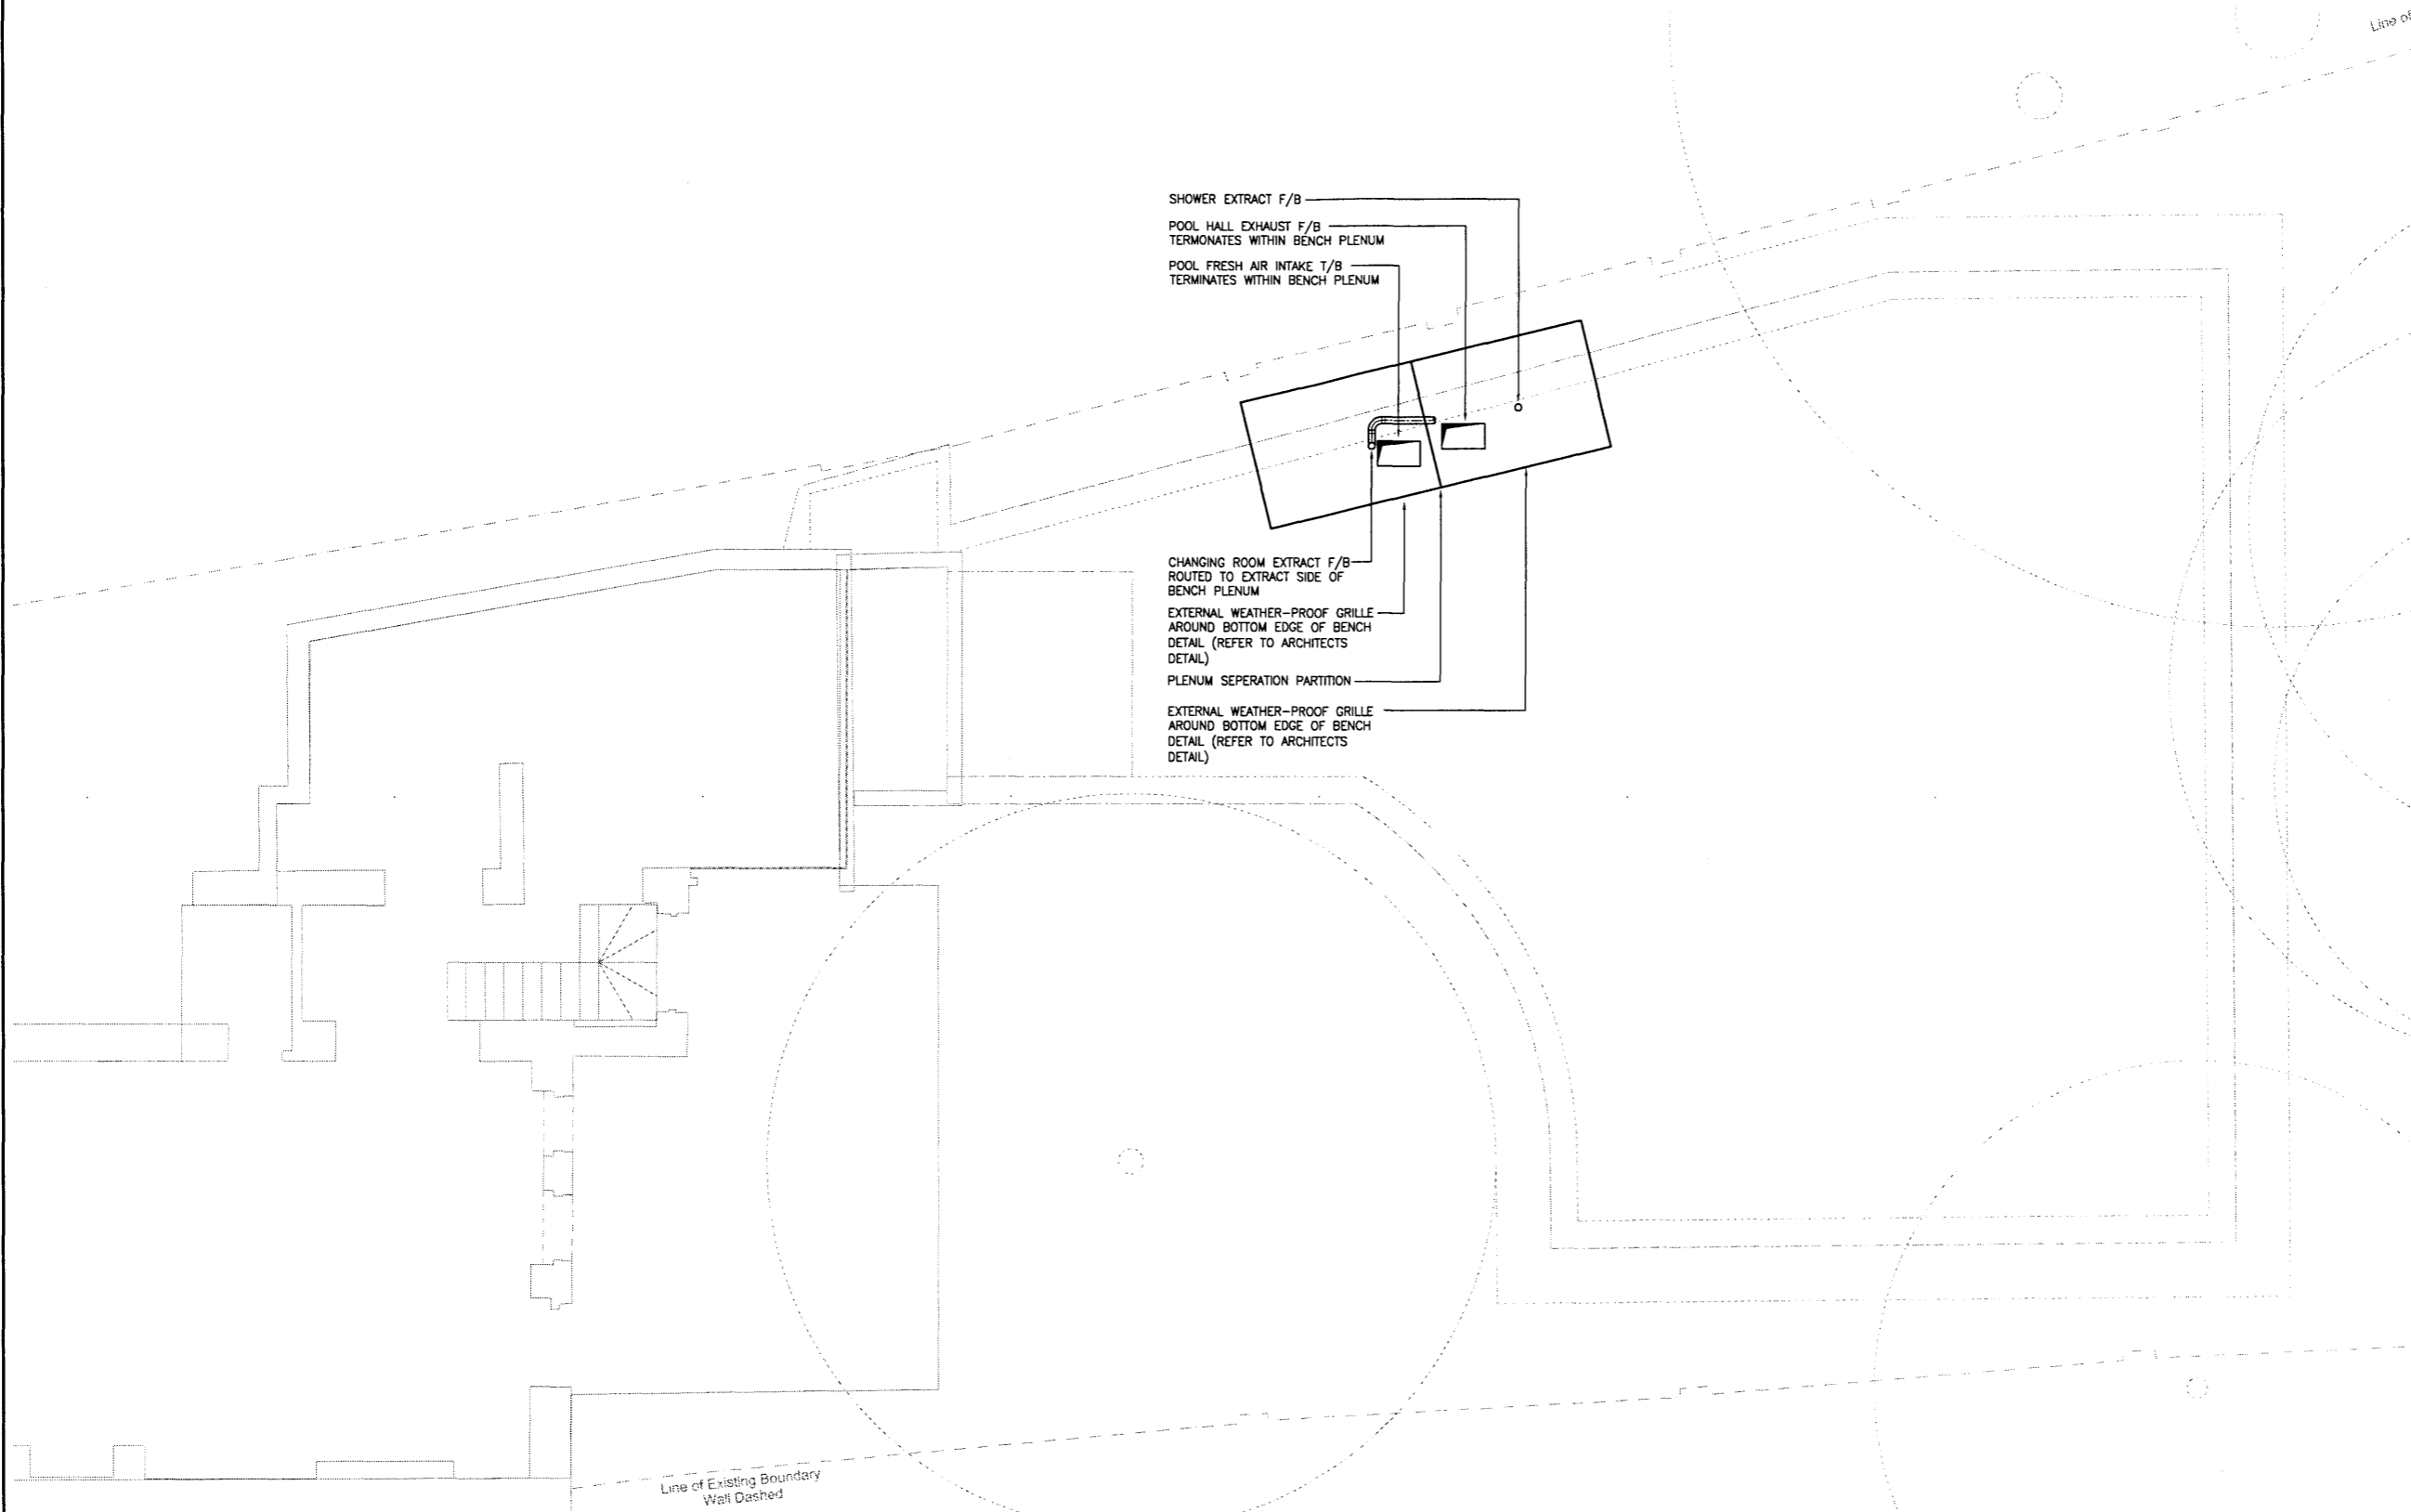 Line of
SHOWER EXTRACT F/B
POOL HALL EXHAUST F/B
TERMONATES WITHIN BENCH PLENUM
POOL FRESH AIR INTAKE T/B
TERMINATES WITHIN BENCH PLENUM
CHANGING ROOM EXTRACT F/B
ROUTED TO EXTRACT SIDE OF
BENCH PLENUM
EXTERNAL WEATHER-PROOF GRILLE
AROUND BOTTOM EDGE OF BENCH
DETAIL (REFER TO ARCHITECTS
DETAIL)
PLENUM SEPERATION PARTITION
EXTERNAL WEATHER-PROOF GRILLE
AROUND BOTTOM EDGE OF BENCH
DETAIL (REFER TO ARCHITECTS
DETAIL)
Line of Existing Boundary
Wall Dashed